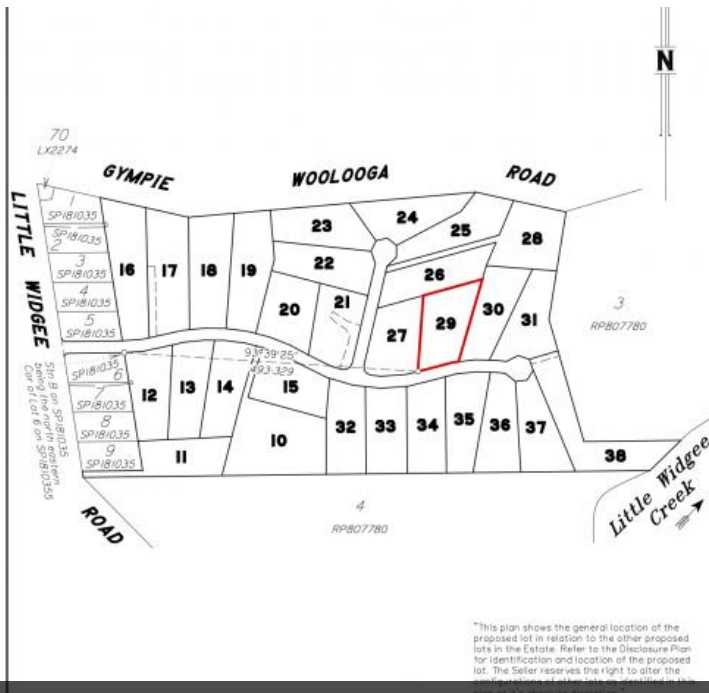 N
70
LX2274
GYMPIE
WOOLOOGA
ROAD
LITTLE WIDGEE
1
SP181035
SP181035
2
3
SP181035
4
SP181035
5
SP181035
16
17
18
19
23
22
20
21
24
25
26
27
28
29
30
31
3
RP807780
93°39'25"
493·329
SP181035
6
7
SP181035
8
SP181035
9
SP181035
12
13
14
15
11
10
32
33
34
35
36
37
38
Stn B on SP181035
being the north eastern
Cor of Lot 6 on SP1810355
ROAD
4
RP807780
Little Widgee
Creek
"This plan shows the general location of the
proposed lot in relation to the other proposed
lots in the Estate. Refer to the Disclosure Plan
for identification and location of the proposed
lot. The Seller reserves the right to alter the
configurations of other lots as identified in this